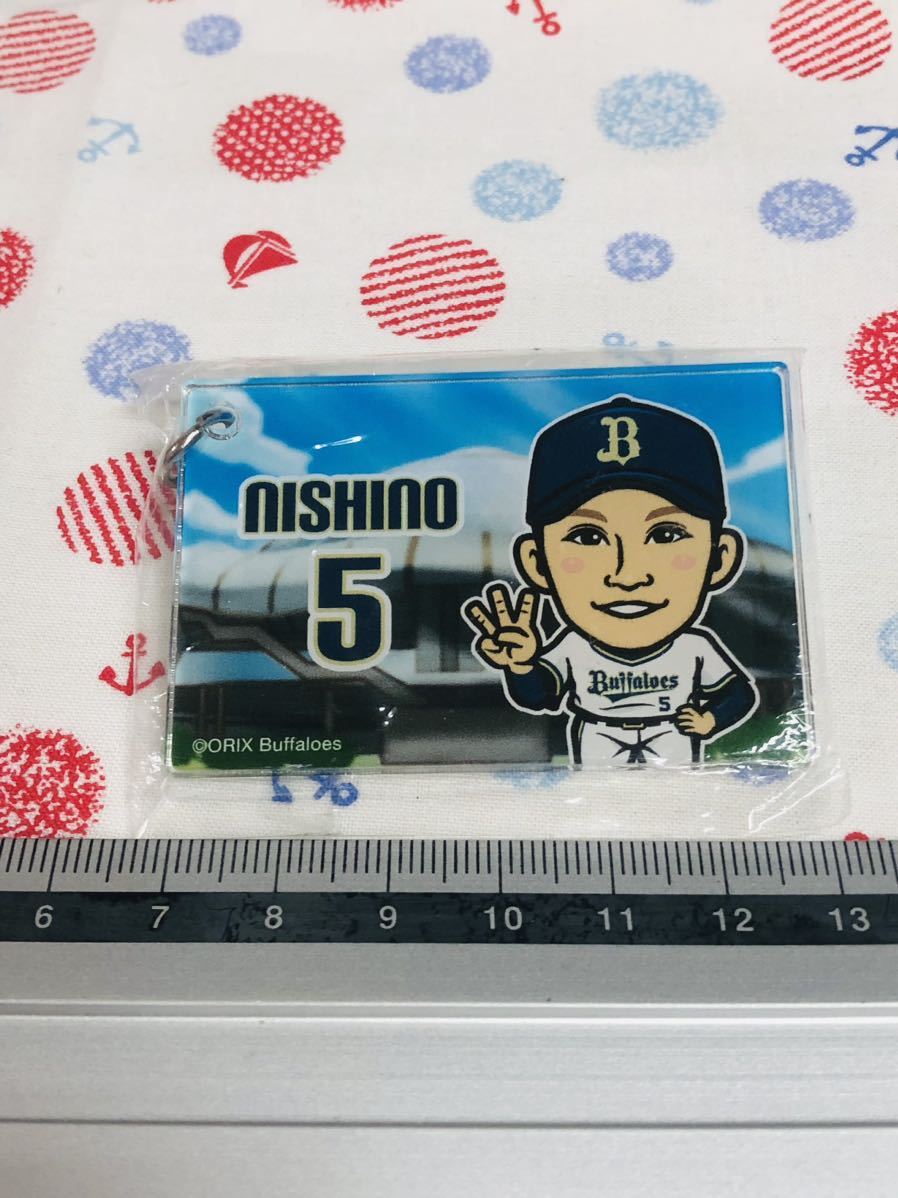 B
NISHINO
5
Buffaloes
5
©ORIX Buffaloes
6 7 8 9 10 11 12 13